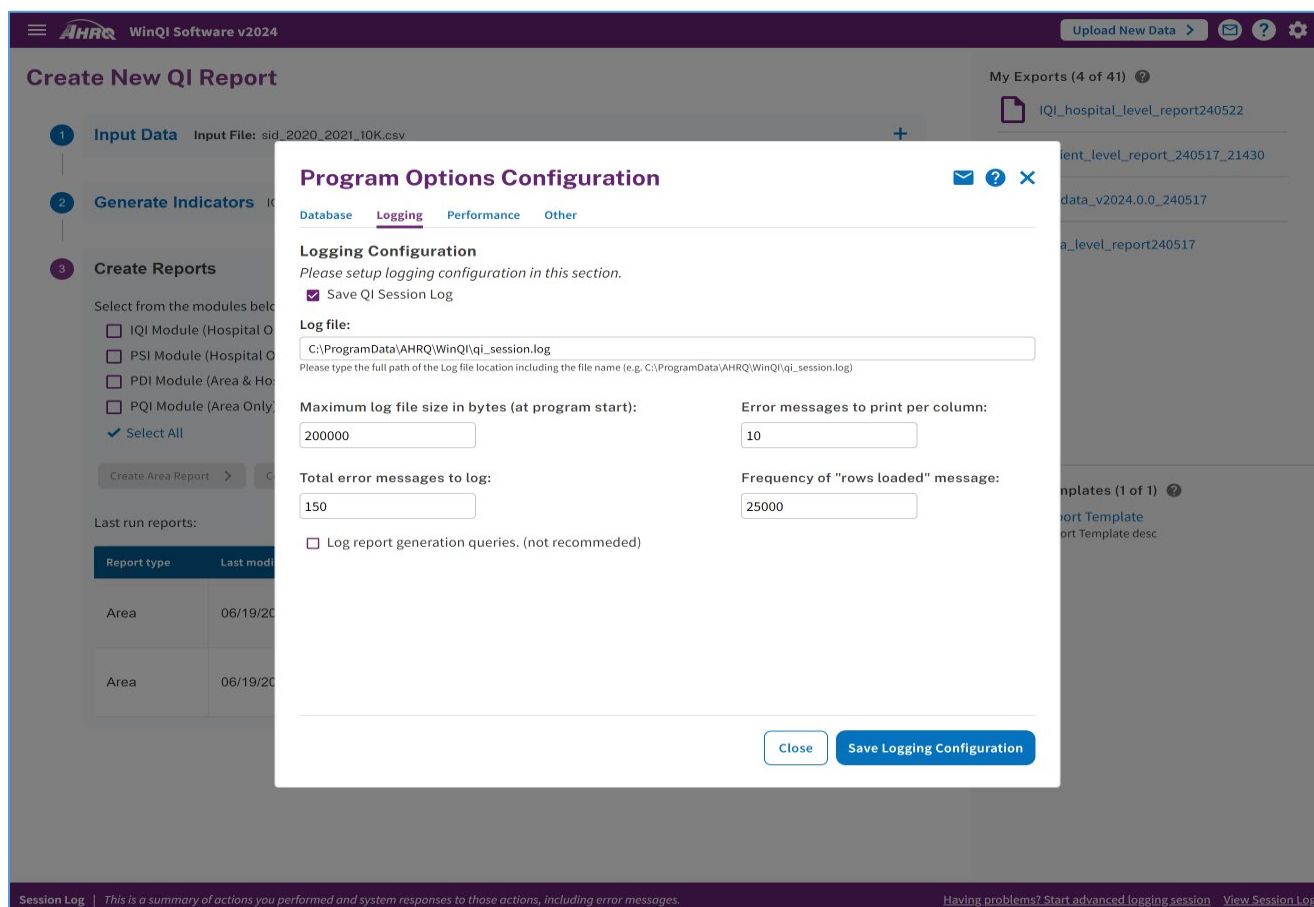 AHRQ WinQI Software v2024
Upload New Data
Create New QI Report
My Exports (4 of 41)
IQI_hospital_level_report240522
ient_level_report_240517_21430
data_v2024.0.0_240517
a_level_report240517
1 Input Data Input File: sid_2020_2021_10K.csv
2 Generate Indicators
3 Create Reports
Select from the modules belo
IQI Module (Hospital O
PSI Module (Hospital O
PDI Module (Area & Ho
PQI Module (Area Only
Select All
Create Area Report
Last run reports:
Report type Last modi
Area 06/19/20
Area 06/19/20
Program Options Configuration
Database Logging Performance Other
Logging Configuration
Please setup logging configuration in this section.
Save QI Session Log
Log file:
C:\ProgramData\AHRQ\WinQI\qi_session.log
Please type the full path of the Log file location including the file name (e.g. C:\ProgramData\AHRQ\WinQI\qi_session.log)
Maximum log file size in bytes (at program start): Error messages to print per column:
200000 10
Total error messages to log: Frequency of "rows loaded" message:
150 25000
Log report generation queries. (not recommeded)
Close Save Logging Configuration
mplates (1 of 1)
ort Template
ort Template desc
Session Log | This is a summary of actions you performed and system responses to those actions, including error messages. Having problems? Start advanced logging session View Session Log